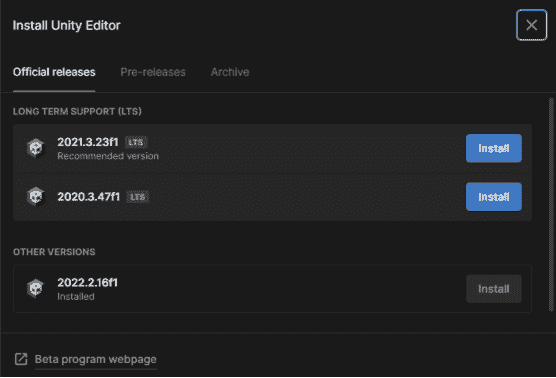 Install Unity Editor
Official releases
Pre-releases
Archive
LONG TERM SUPPORT (LTS)
2021.3.23f1 LTS
Recommended version
Install
2020.3.47f1 LTS
Install
OTHER VERSIONS
2022.2.16f1
Installed
Install
Beta program webpage